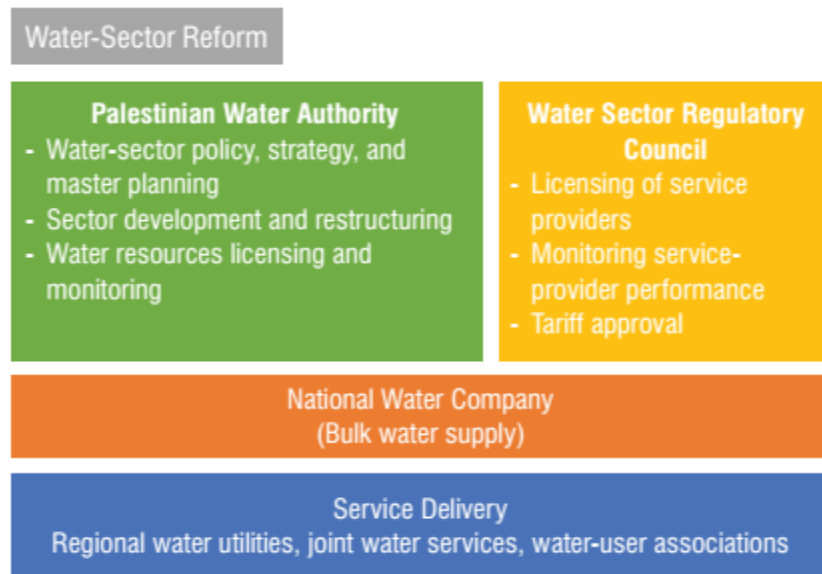 Water-Sector Reform
Palestinian Water Authority
- Water-sector policy, strategy, and
master planning
- Sector development and restructuring
- Water resources licensing and
monitoring
Water Sector Regulatory
Council
- Licensing of service
providers
- Monitoring service-
provider performance
- Tariff approval
National Water Company
(Bulk water supply)
Service Delivery
Regional water utilities, joint water services, water-user associations